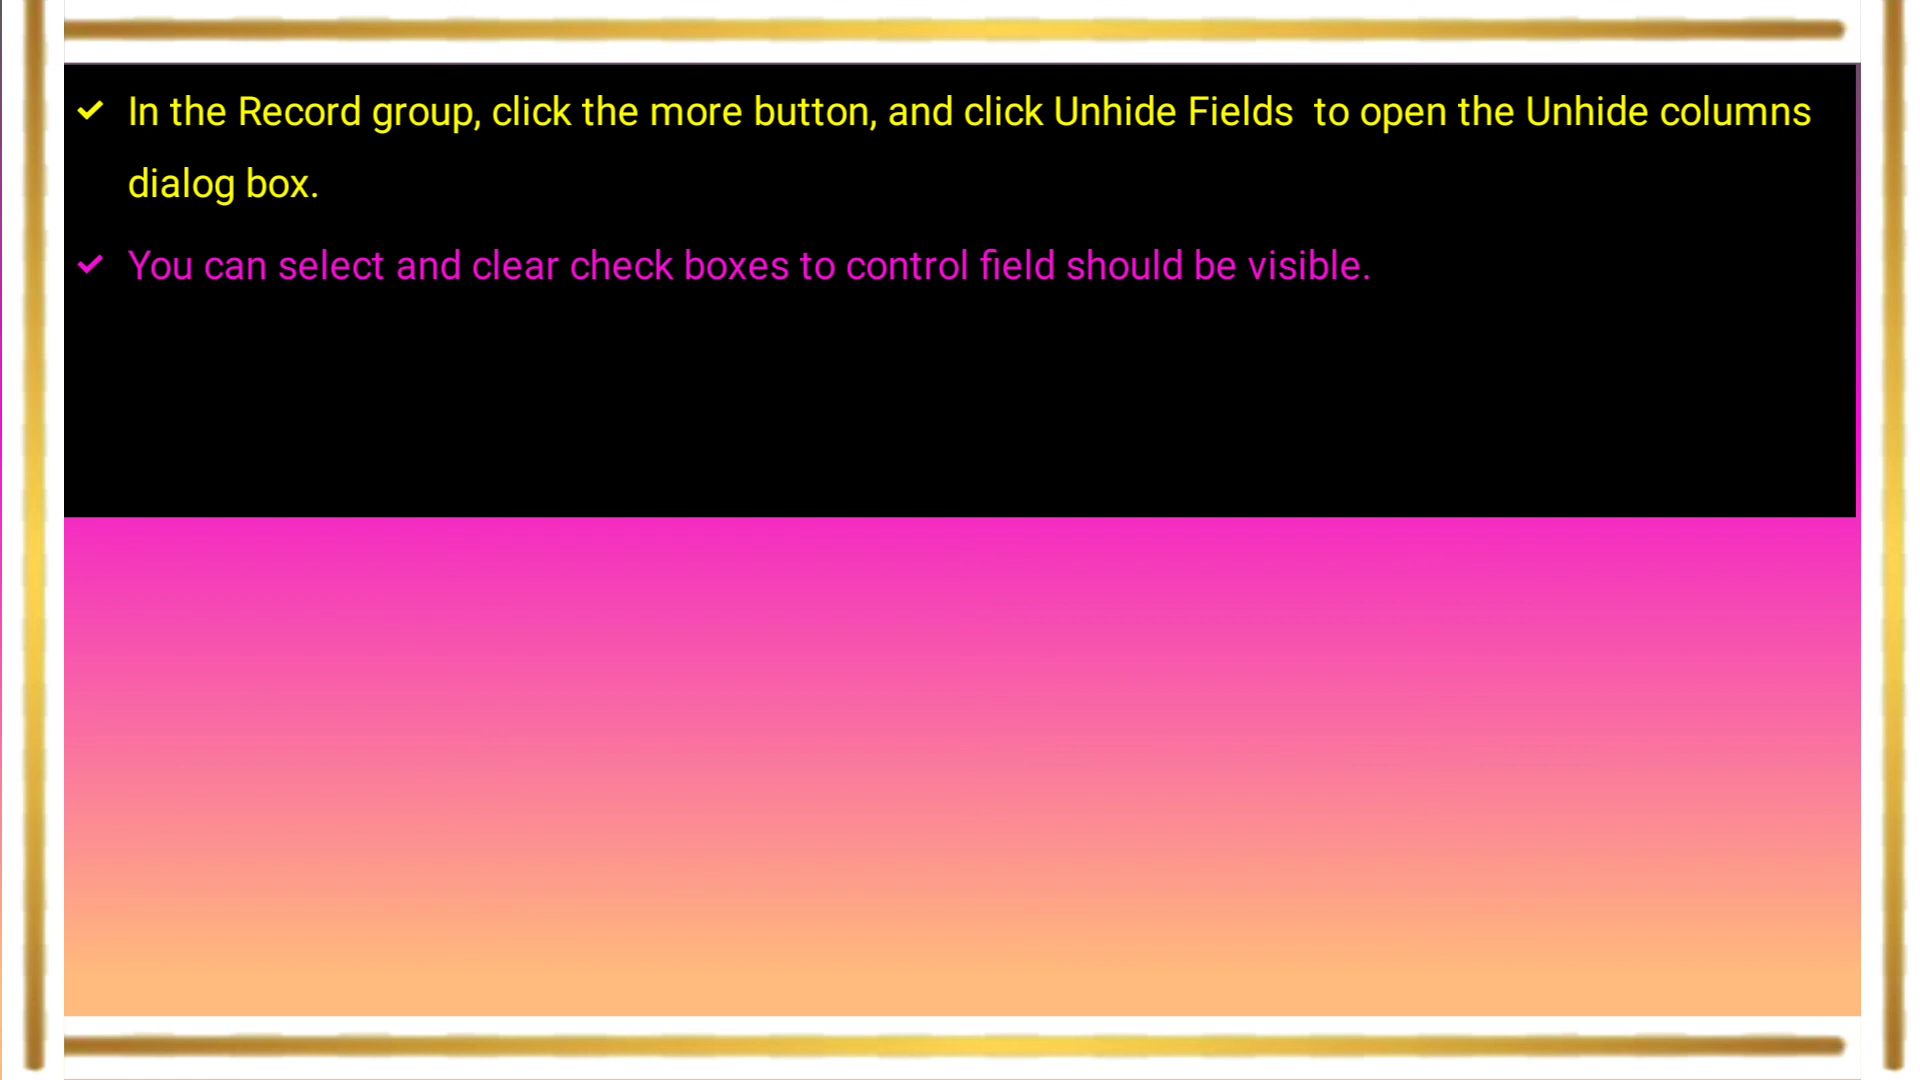 ✓ In the Record group, click the more button, and click Unhide Fields  to open the Unhide columns
dialog box.
✓ You can select and clear check boxes to control field should be visible.